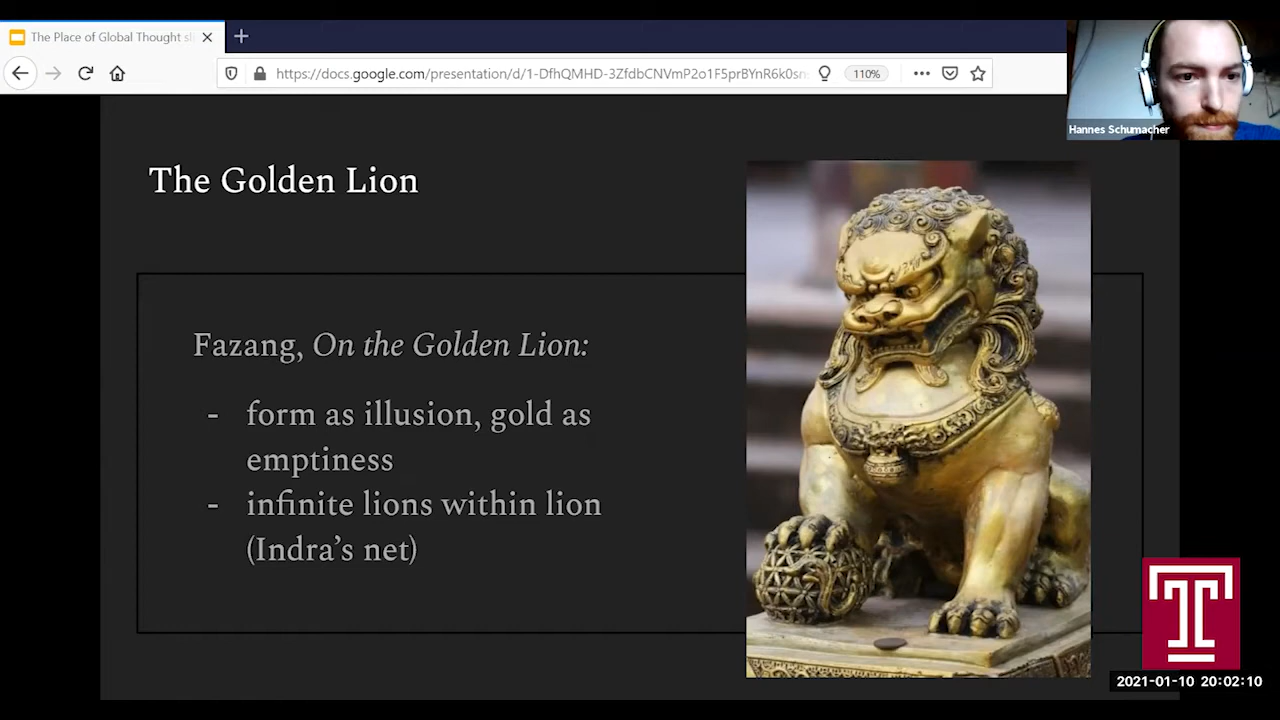 The Place of Global Thought sl
https://docs.google.com/presentation/d/1-DfhQMHD-3ZfdbCNVmP2o1F5prBYnR6k0sn
110%
Hannes Schumacher
The Golden Lion
Fazang, On the Golden Lion:
- form as illusion, gold as
emptiness
- infinite lions within lion
(Indra's net)
T
2021-01-10 20:02:10